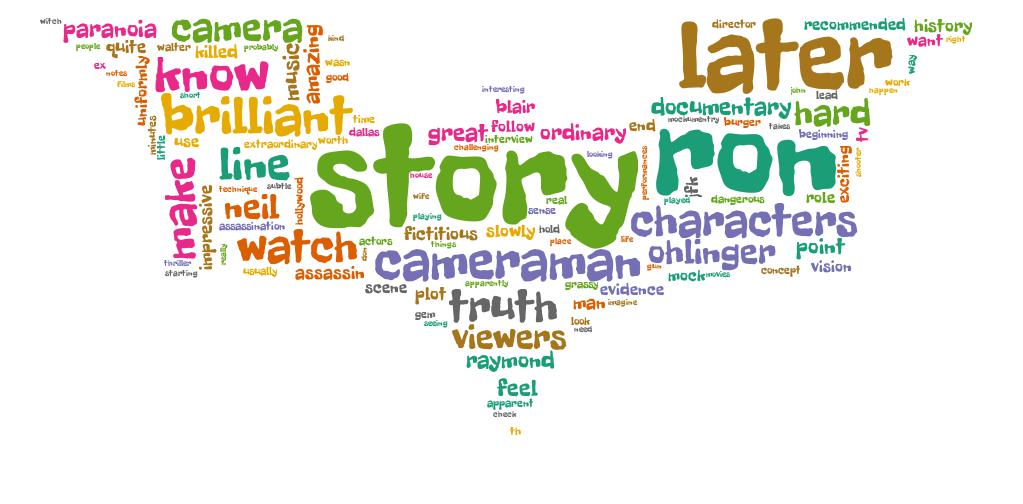 witch
paranoia
camera
director
recommended
history
people
quite
walter
killed
probably
music
amazing
kind
want
right
ex
notes
films
uniformly
know
wasn
good
later
way
work
happen
short
interesting
john
lead
brilliant
time
blair
documentary
hard
minutes
little
use
extraordinary
worth
dallas
great
follow
interview
ordinary
end
mockumentary
burger
takes
beginning
tv
challenging
looking
story
ron
performances
jfk
exciting
shooter
make
line
technique
subtle
hollywood
house
wife
real
sense
playing
played
dangerous
role
impressive
neil
assassination
characters
really
watch
actors
done
fictitious
things
slowly
hold
place
life
ohlinger
point
thriller
starting
usually
assassin
cameraman
gun
mock
movies
concept
vision
scene
apparently
grassy
evidence
plot
truth
man
imagine
gem
seeing
look
need
viewers
raymond
feel
apparent
check
th